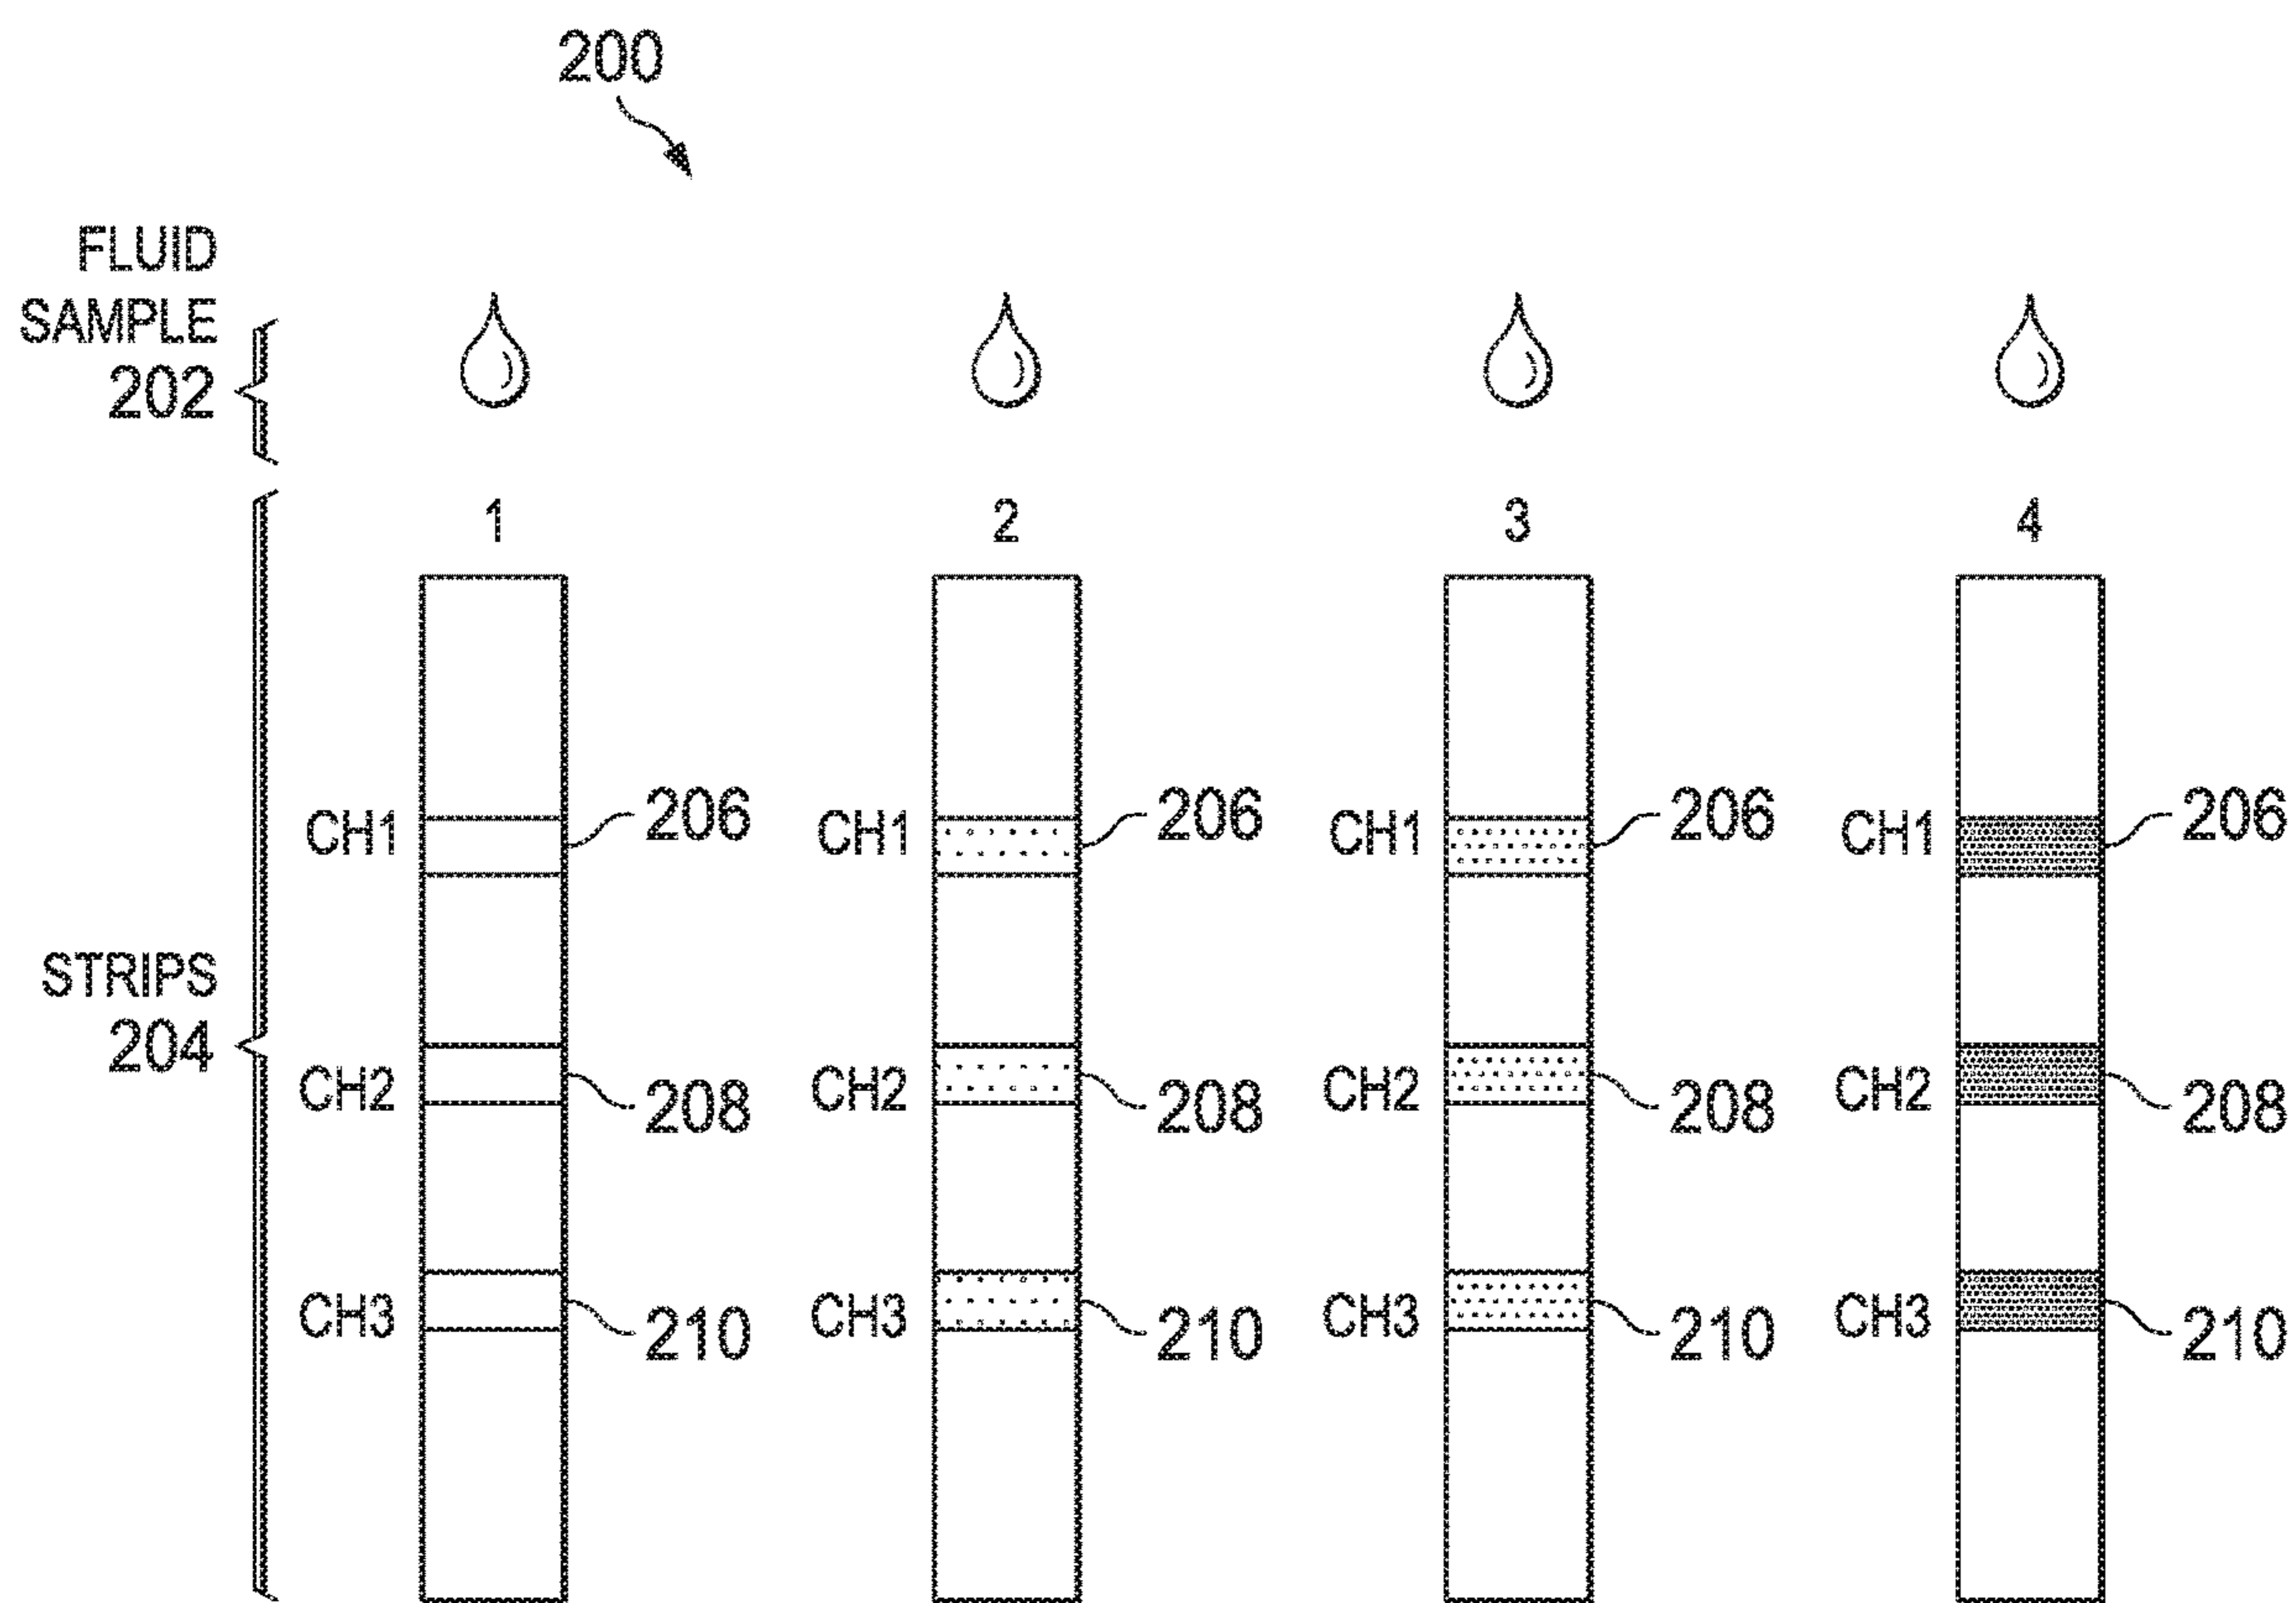 200
FLUID
SAMPLE
202
1 2 3 4
CH1 206 CH1 206 CH1 206 CH1 206
STRIPS
204
CH2 208 CH2 208 CH2 208 CH2 208
CH3 210 CH3 210 CH3 210 CH3 210